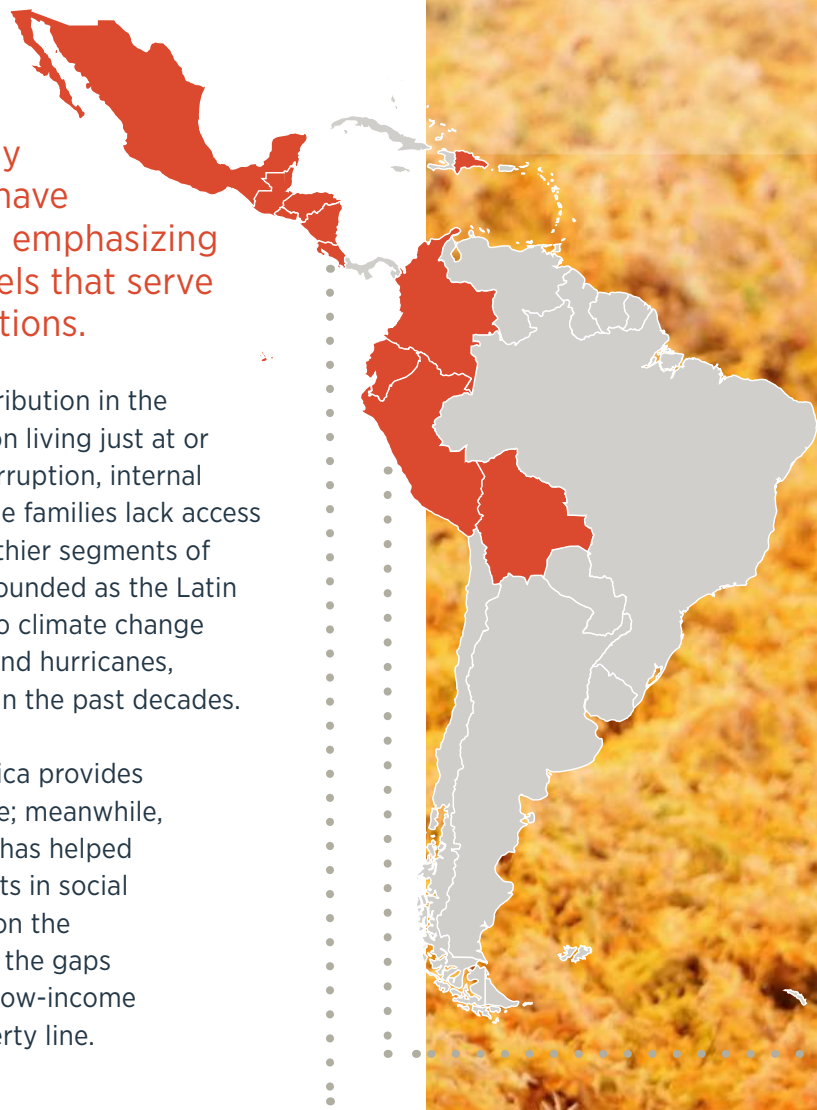 y
have
emphasizing
els that serve
tions.
ribution in the
on living just at or
rruption, internal
e families lack access
thier segments of
ounded as the Latin
o climate change
nd hurricanes,
n the past decades.
ica provides
e; meanwhile,
has helped
ts in social
on the
the gaps
ow-income
erty line.